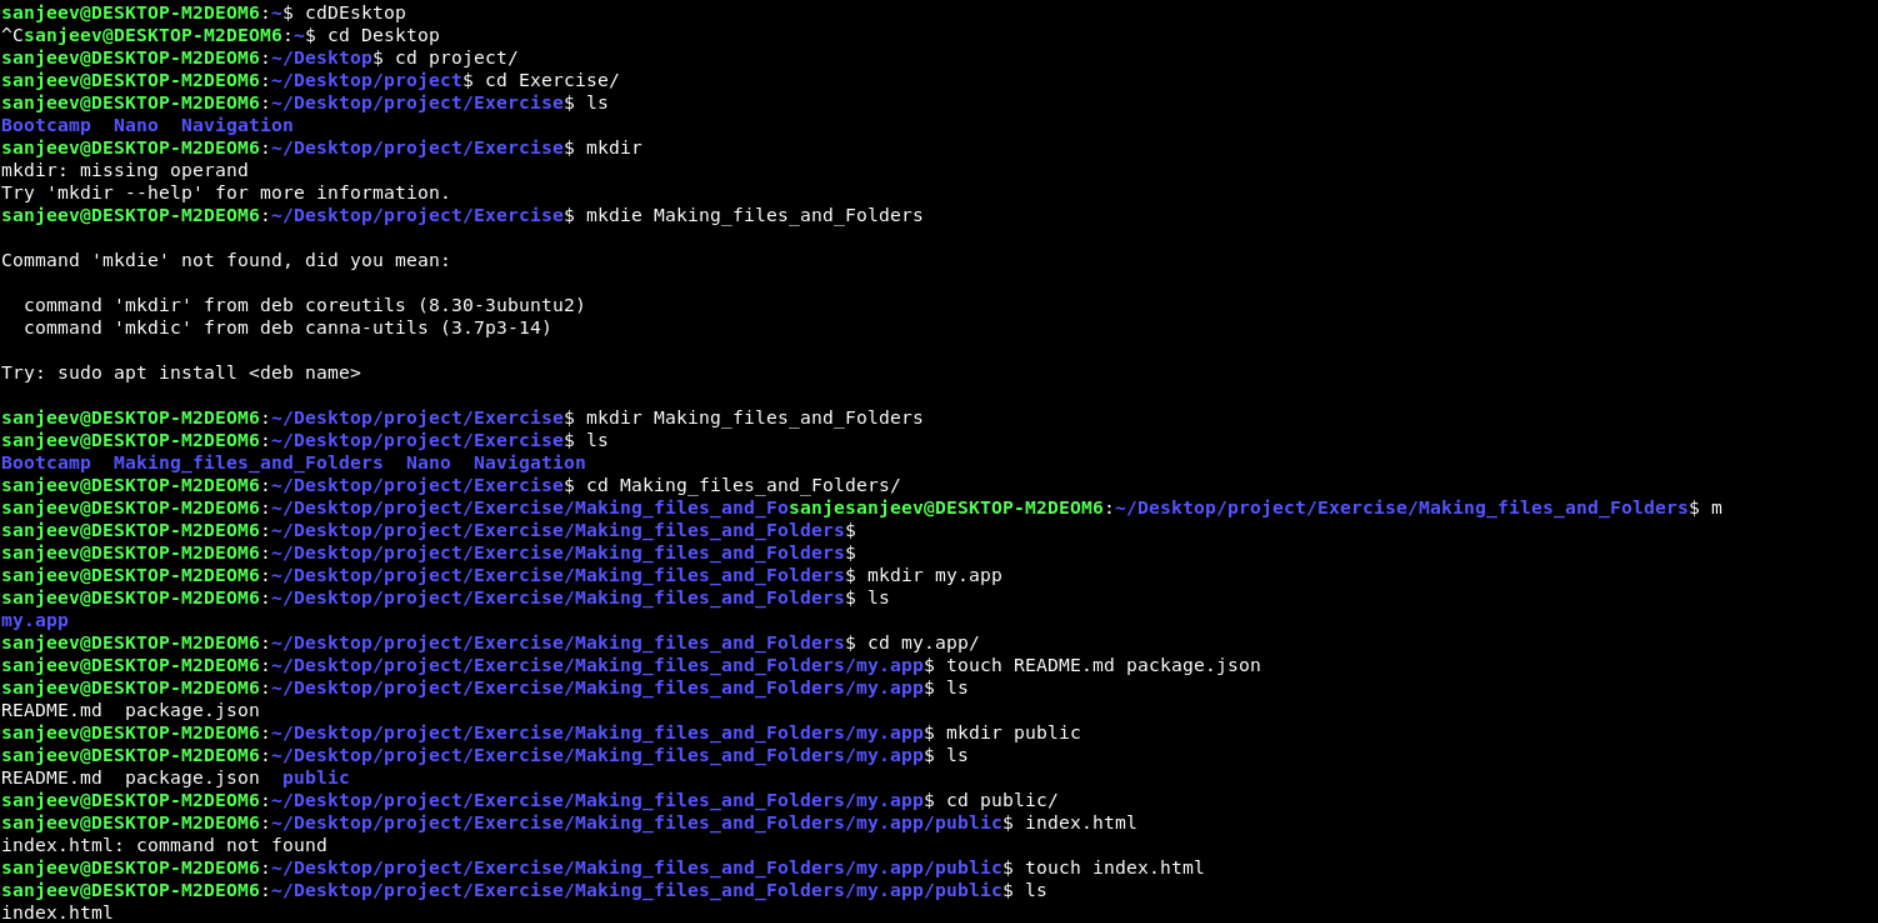 sanjeev@DESKTOP-M2DEOM6:~$ cdDEsktop
^Csanjeev@DESKTOP-M2DEOM6:~$ cd Desktop
sanjeev@DESKTOP-M2DEOM6:~/Desktop$ cd project/
sanjeev@DESKTOP-M2DEOM6:~/Desktop/project$ cd Exercise/
sanjeev@DESKTOP-M2DEOM6:~/Desktop/project/Exercise$ ls
Bootcamp  Nano  Navigation
sanjeev@DESKTOP-M2DEOM6:~/Desktop/project/Exercise$ mkdir
mkdir: missing operand
Try 'mkdir --help' for more information.
sanjeev@DESKTOP-M2DEOM6:~/Desktop/project/Exercise$ mkdie Making_files_and_Folders
Command 'mkdie' not found, did you mean:
  command 'mkdir' from deb coreutils (8.30-3ubuntu2)
  command 'mkdic' from deb canna-utils (3.7p3-14)
Try: sudo apt install <deb name>
sanjeev@DESKTOP-M2DEOM6:~/Desktop/project/Exercise$ mkdir Making_files_and_Folders
sanjeev@DESKTOP-M2DEOM6:~/Desktop/project/Exercise$ ls
Bootcamp  Making_files_and_Folders  Nano  Navigation
sanjeev@DESKTOP-M2DEOM6:~/Desktop/project/Exercise$ cd Making_files_and_Folders/
sanjeev@DESKTOP-M2DEOM6:~/Desktop/project/Exercise/Making_files_and_Fosanjesanjeev@DESKTOP-M2DEOM6:~/Desktop/project/Exercise/Making_files_and_Folders$ m
sanjeev@DESKTOP-M2DEOM6:~/Desktop/project/Exercise/Making_files_and_Folders$
sanjeev@DESKTOP-M2DEOM6:~/Desktop/project/Exercise/Making_files_and_Folders$
sanjeev@DESKTOP-M2DEOM6:~/Desktop/project/Exercise/Making_files_and_Folders$ mkdir my.app
sanjeev@DESKTOP-M2DEOM6:~/Desktop/project/Exercise/Making_files_and_Folders$ ls
my.app
sanjeev@DESKTOP-M2DEOM6:~/Desktop/project/Exercise/Making_files_and_Folders$ cd my.app/
sanjeev@DESKTOP-M2DEOM6:~/Desktop/project/Exercise/Making_files_and_Folders/my.app$ touch README.md package.json
sanjeev@DESKTOP-M2DEOM6:~/Desktop/project/Exercise/Making_files_and_Folders/my.app$ ls
README.md  package.json
sanjeev@DESKTOP-M2DEOM6:~/Desktop/project/Exercise/Making_files_and_Folders/my.app$ mkdir public
sanjeev@DESKTOP-M2DEOM6:~/Desktop/project/Exercise/Making_files_and_Folders/my.app$ ls
README.md  package.json  public
sanjeev@DESKTOP-M2DEOM6:~/Desktop/project/Exercise/Making_files_and_Folders/my.app$ cd public/
sanjeev@DESKTOP-M2DEOM6:~/Desktop/project/Exercise/Making_files_and_Folders/my.app/public$ index.html
index.html: command not found
sanjeev@DESKTOP-M2DEOM6:~/Desktop/project/Exercise/Making_files_and_Folders/my.app/public$ touch index.html
sanjeev@DESKTOP-M2DEOM6:~/Desktop/project/Exercise/Making_files_and_Folders/my.app/public$ ls
index.html